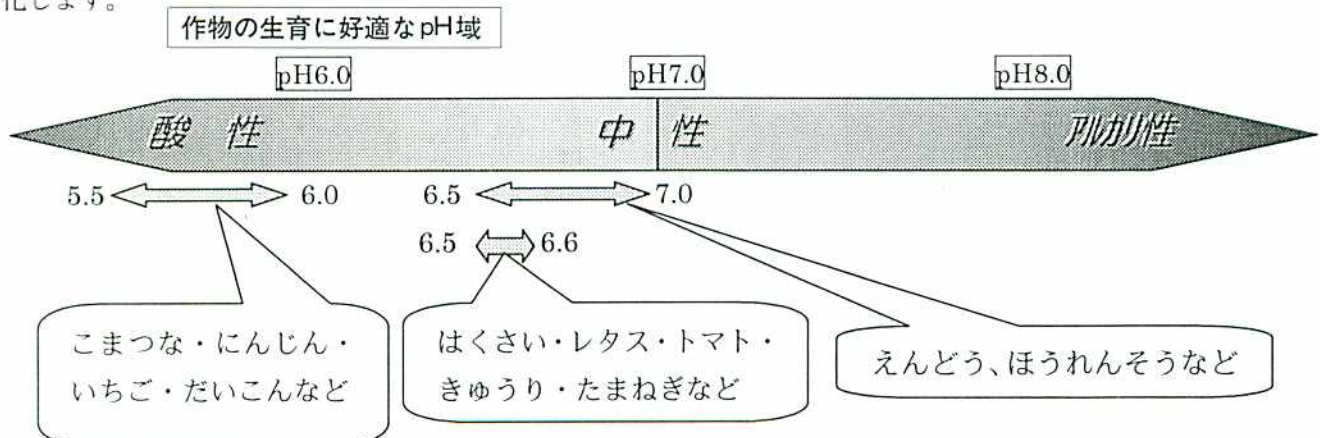 化します。
作物の生育に好適なpH域
pH6.0 pH7.0 pH8.0
酸性 中性 アルカリ性
5.5 6.0 6.5 7.0
6.5 6.6
こまつな・にんじん・
いちご・だいこんなど
はくさい・レタス・トマト・
きゅうり・たまねぎなど
えんどう、ほうれんそうなど